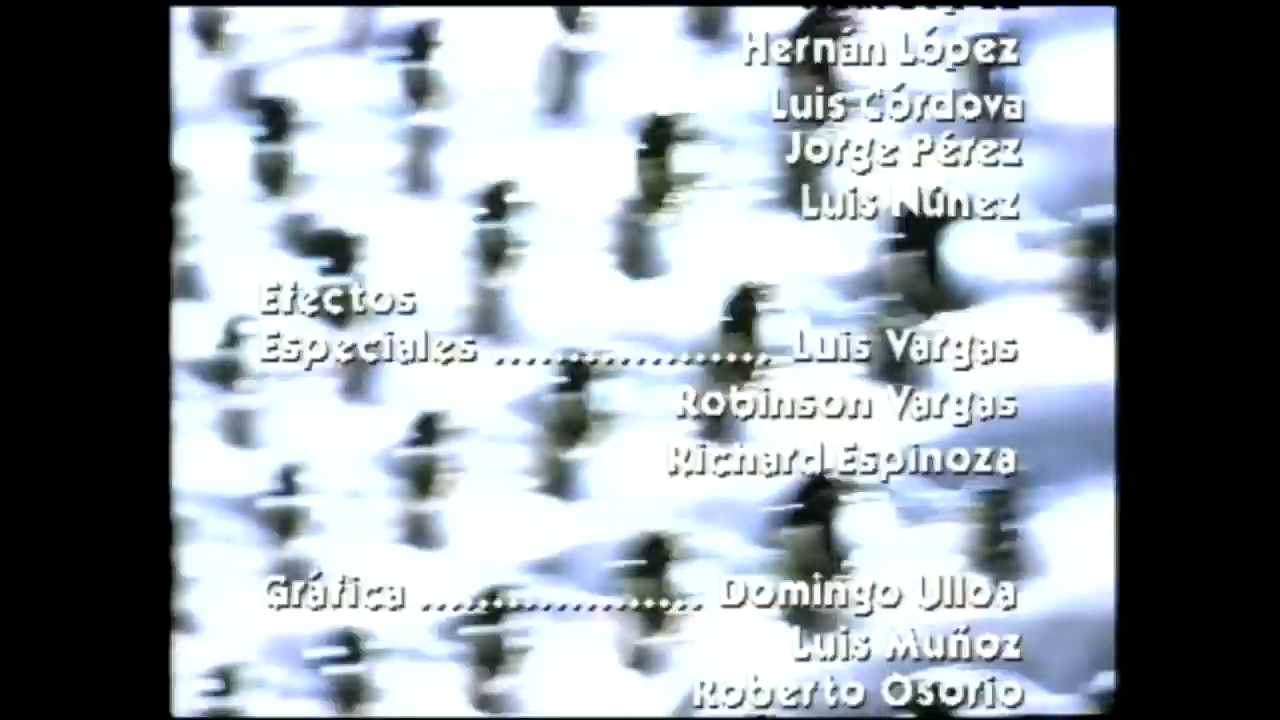 Hernán López
Luis Córdova
Jorge Pérez
Luis Núñez
Efectos
Especiales .................. Luis Vargas
Robinson Vargas
Richard Espinoza
Gráfica .................. Domingo Ulloa
Luis Muñoz
Roberto Osorio